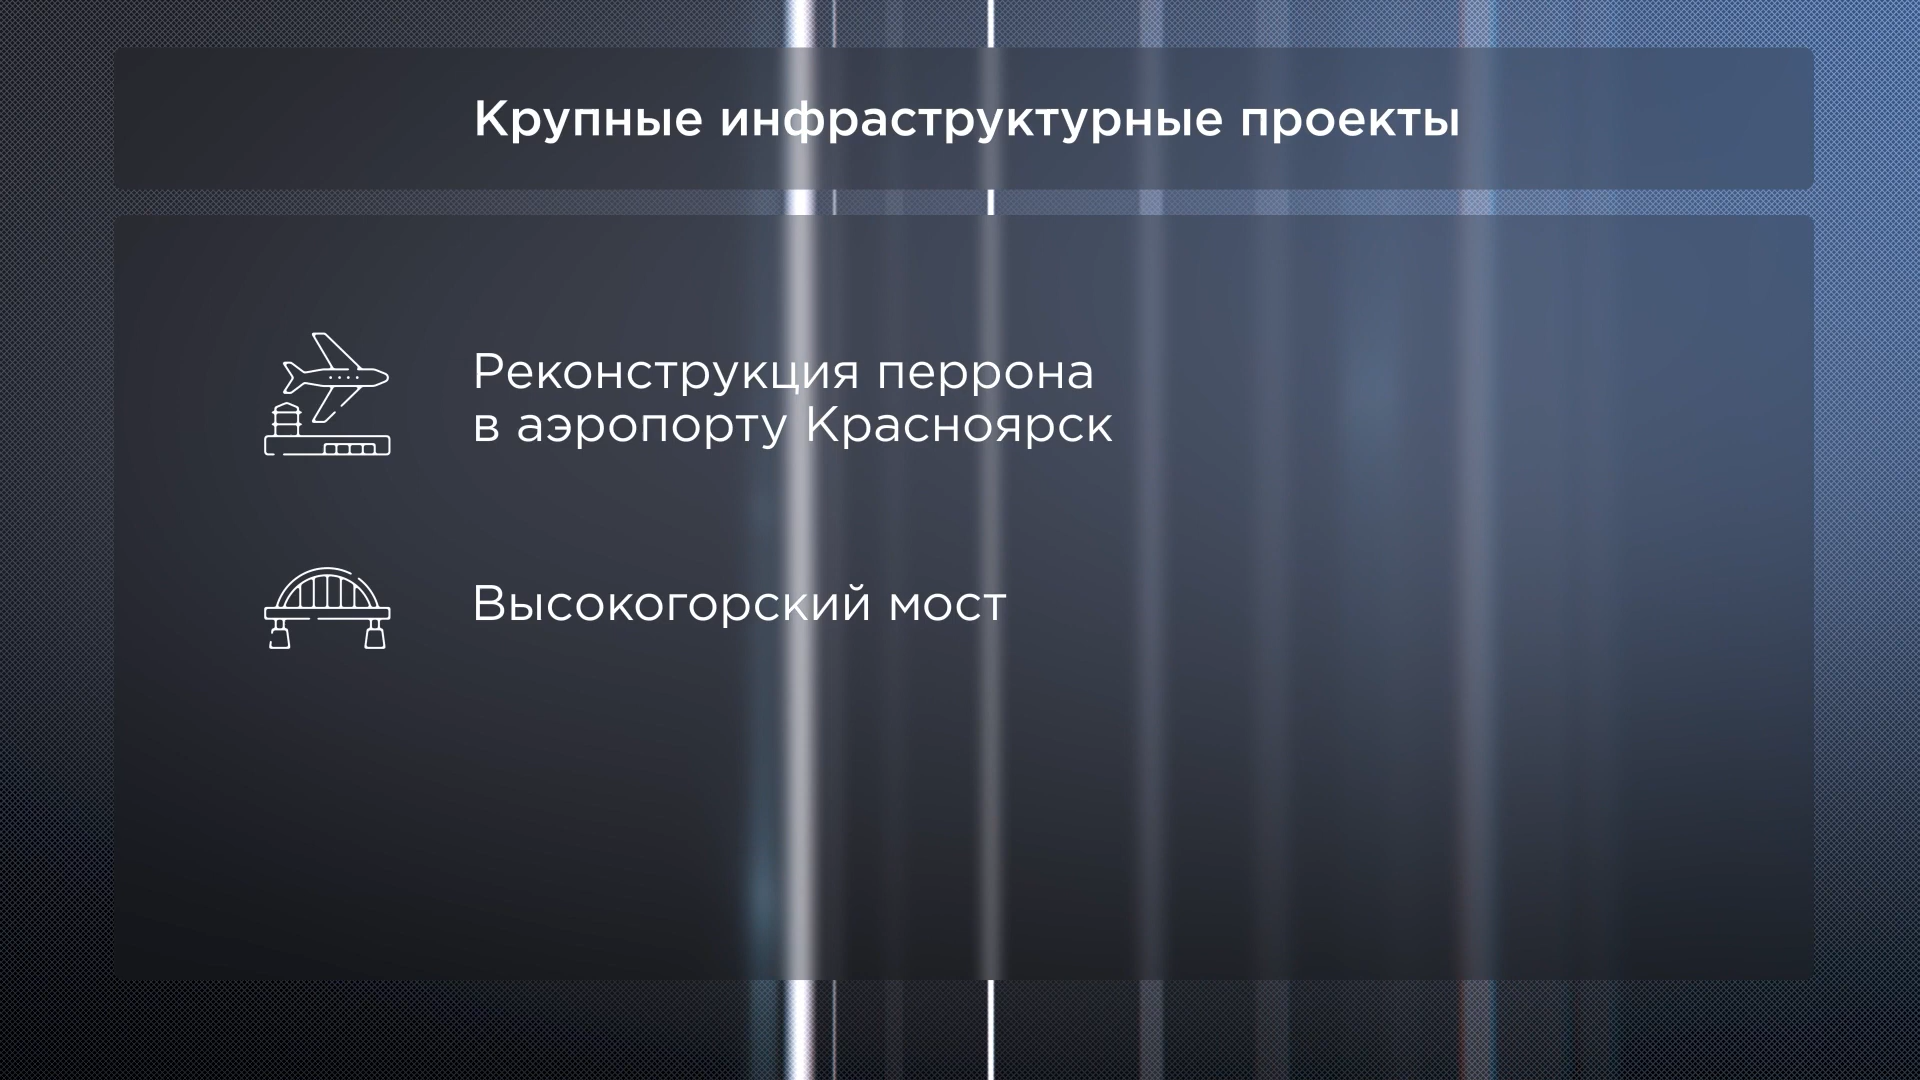 Крупные инфраструктурные проекты
Реконструкция перрона
в аэропорту Красноярск
Высокогорский мост